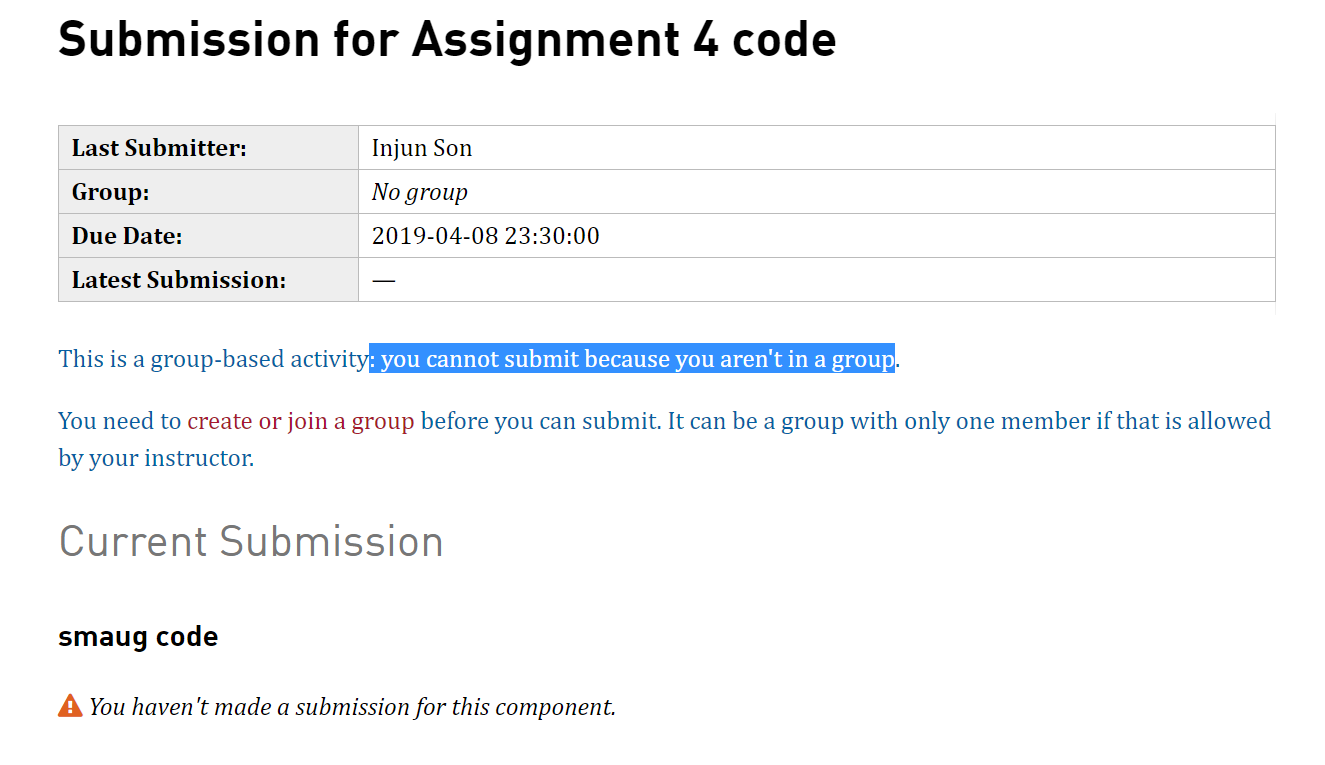 Submission for Assignment 4 code
Last Submitter: Injun Son
Group: No group
Due Date: 2019-04-08 23:30:00
Latest Submission: —
This is a group-based activity: you cannot submit because you aren't in a group.
You need to create or join a group before you can submit. It can be a group with only one member if that is allowed
by your instructor.
Current Submission
smaug code
You haven't made a submission for this component.